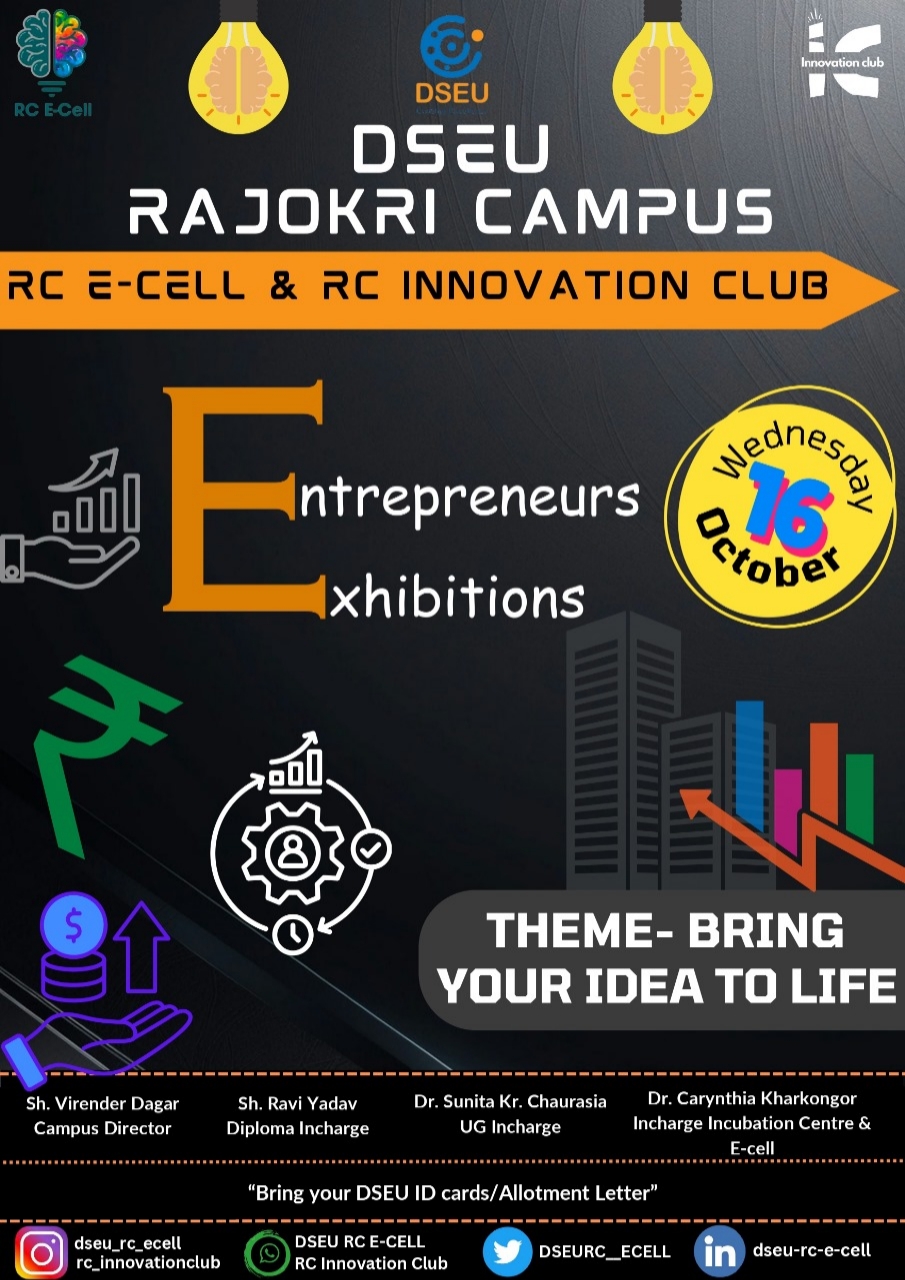 RC E-Cell
DSEU
Innovation club
DSEU
RAJOKRI CAMPUS
RC E-CELL & RC INNOVATION CLUB
Entrepreneurs
Exhibitions
Wednesday
16
October
THEME- BRING
YOUR IDEA TO LIFE
Sh. Virender Dagar
Campus Director
Sh. Ravi Yadav
Diploma Incharge
Dr. Sunita Kr. Chaurasia
UG Incharge
Dr. Carynthia Kharkongor
Incharge Incubation Centre &
E-cell
“Bring your DSEU ID cards/Allotment Letter”
dseu_rc_ecell
rc_innovationclub
DSEU RC E-CELL
RC Innovation Club
DSEURC__ECELL
dseu-rc-e-cell